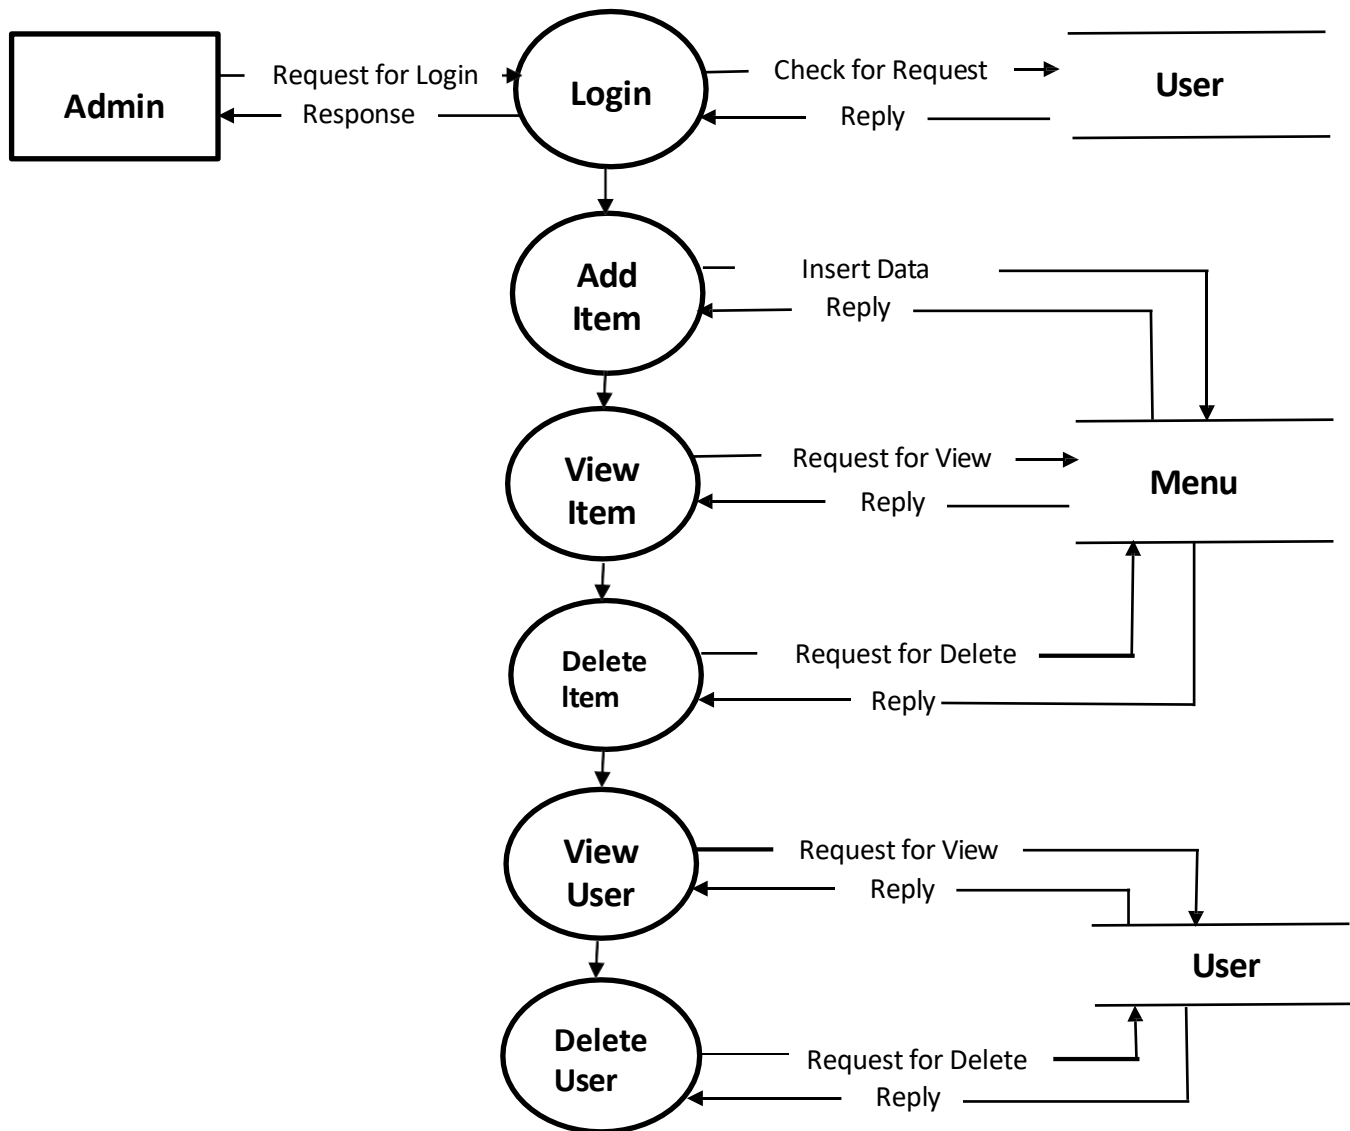 Admin
Request for Login
Response
Login
Check for Request
Reply
User
Add
Item
Insert Data
Reply
View
Item
Request for View
Reply
Menu
Delete
Item
Request for Delete
Reply
View
User
Request for View
Reply
User
Delete
User
Request for Delete
Reply